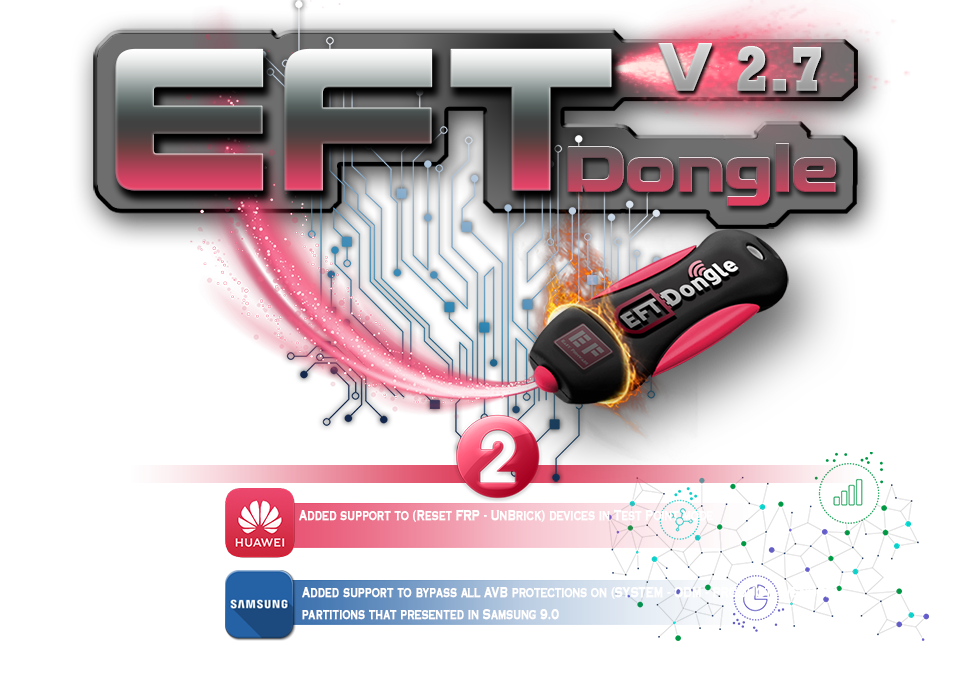 EFT
V 2.7
Dongle
EFT Dongle
EF
2
HUAWEI
Added support to (Reset FRP - UnBrick) devices in Test
SAMSUNG
Added support to bypass all AVB protections on (system -
partitions that presented in Samsung 9.0